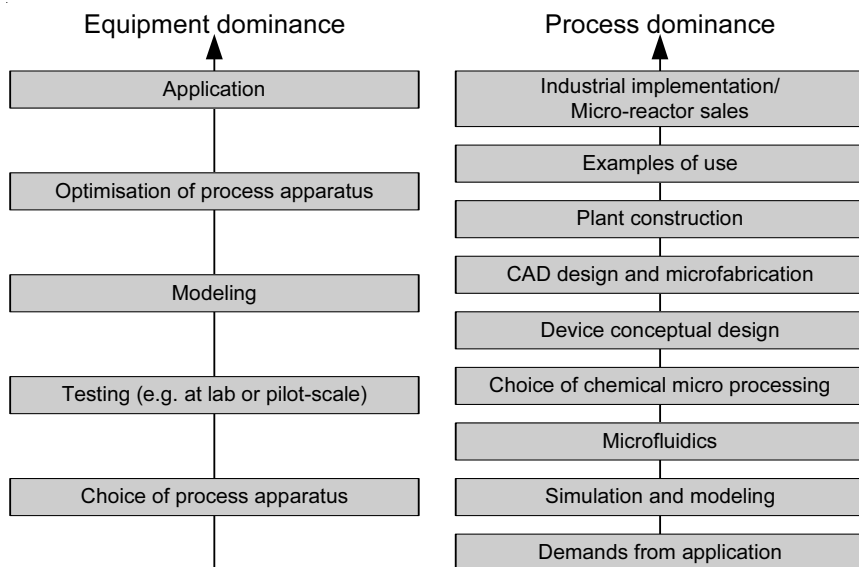 Equipment dominance
Application
Optimisation of process apparatus
Modeling
Testing (e.g. at lab or pilot-scale)
Choice of process apparatus
Process dominance
Industrial implementation/
Micro-reactor sales
Examples of use
Plant construction
CAD design and microfabrication
Device conceptual design
Choice of chemical micro processing
Microfluidics
Simulation and modeling
Demands from application